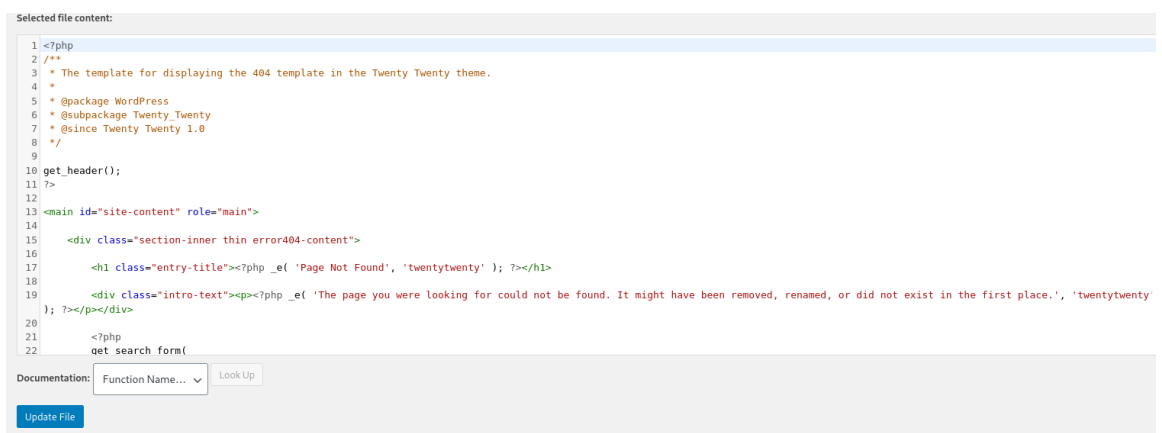 Selected file content:
1 <?php
2 /**
3  * The template for displaying the 404 template in the Twenty Twenty theme.
4  *
5  * @package WordPress
6  * @subpackage Twenty_Twenty
7  * @since Twenty Twenty 1.0
8  */
9
10 get_header();
11 ?>
12
13 <main id="site-content" role="main">
14
15     <div class="section-inner thin error404-content">
16
17         <h1 class="entry-title"><?php _e( 'Page Not Found', 'twentytwenty' ); ?></h1>
18
19         <div class="intro-text"><p><?php _e( 'The page you were looking for could not be found. It might have been removed, renamed, or did not exist in the first place.', 'twentytwenty'
); ?></p></div>
20
21         <?php
22         get_search_form(
Documentation: Function Name... Look Up
Update File